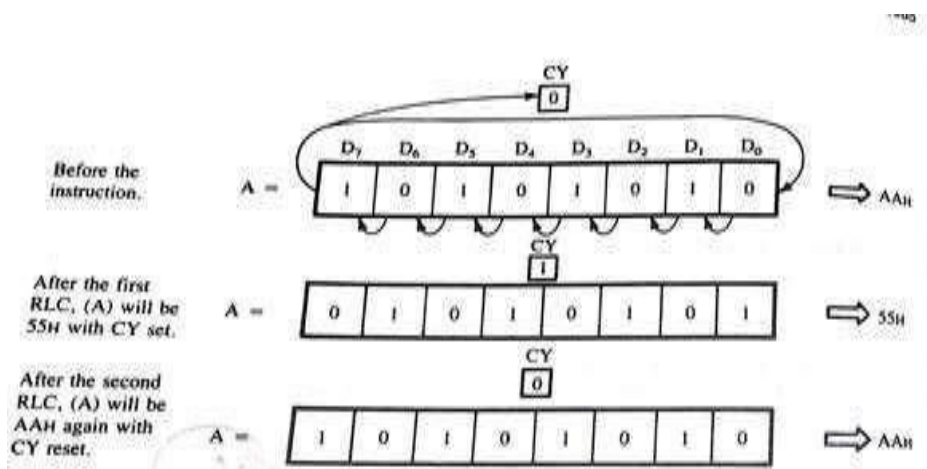 CY
0
D₇ D₆ D₅ D₄ D₃ D₂ D₁ D₀
Before the
instruction.
A = 1 0 1 0 1 0 1 0 ⇒ AAH
CY
1
After the first
RLC, (A) will be
55H with CY set.
A = 0 1 0 1 0 1 0 1 ⇒ 55H
CY
0
After the second
RLC, (A) will be
AAH again with
CY reset.
A = 1 0 1 0 1 0 1 0 ⇒ AAH